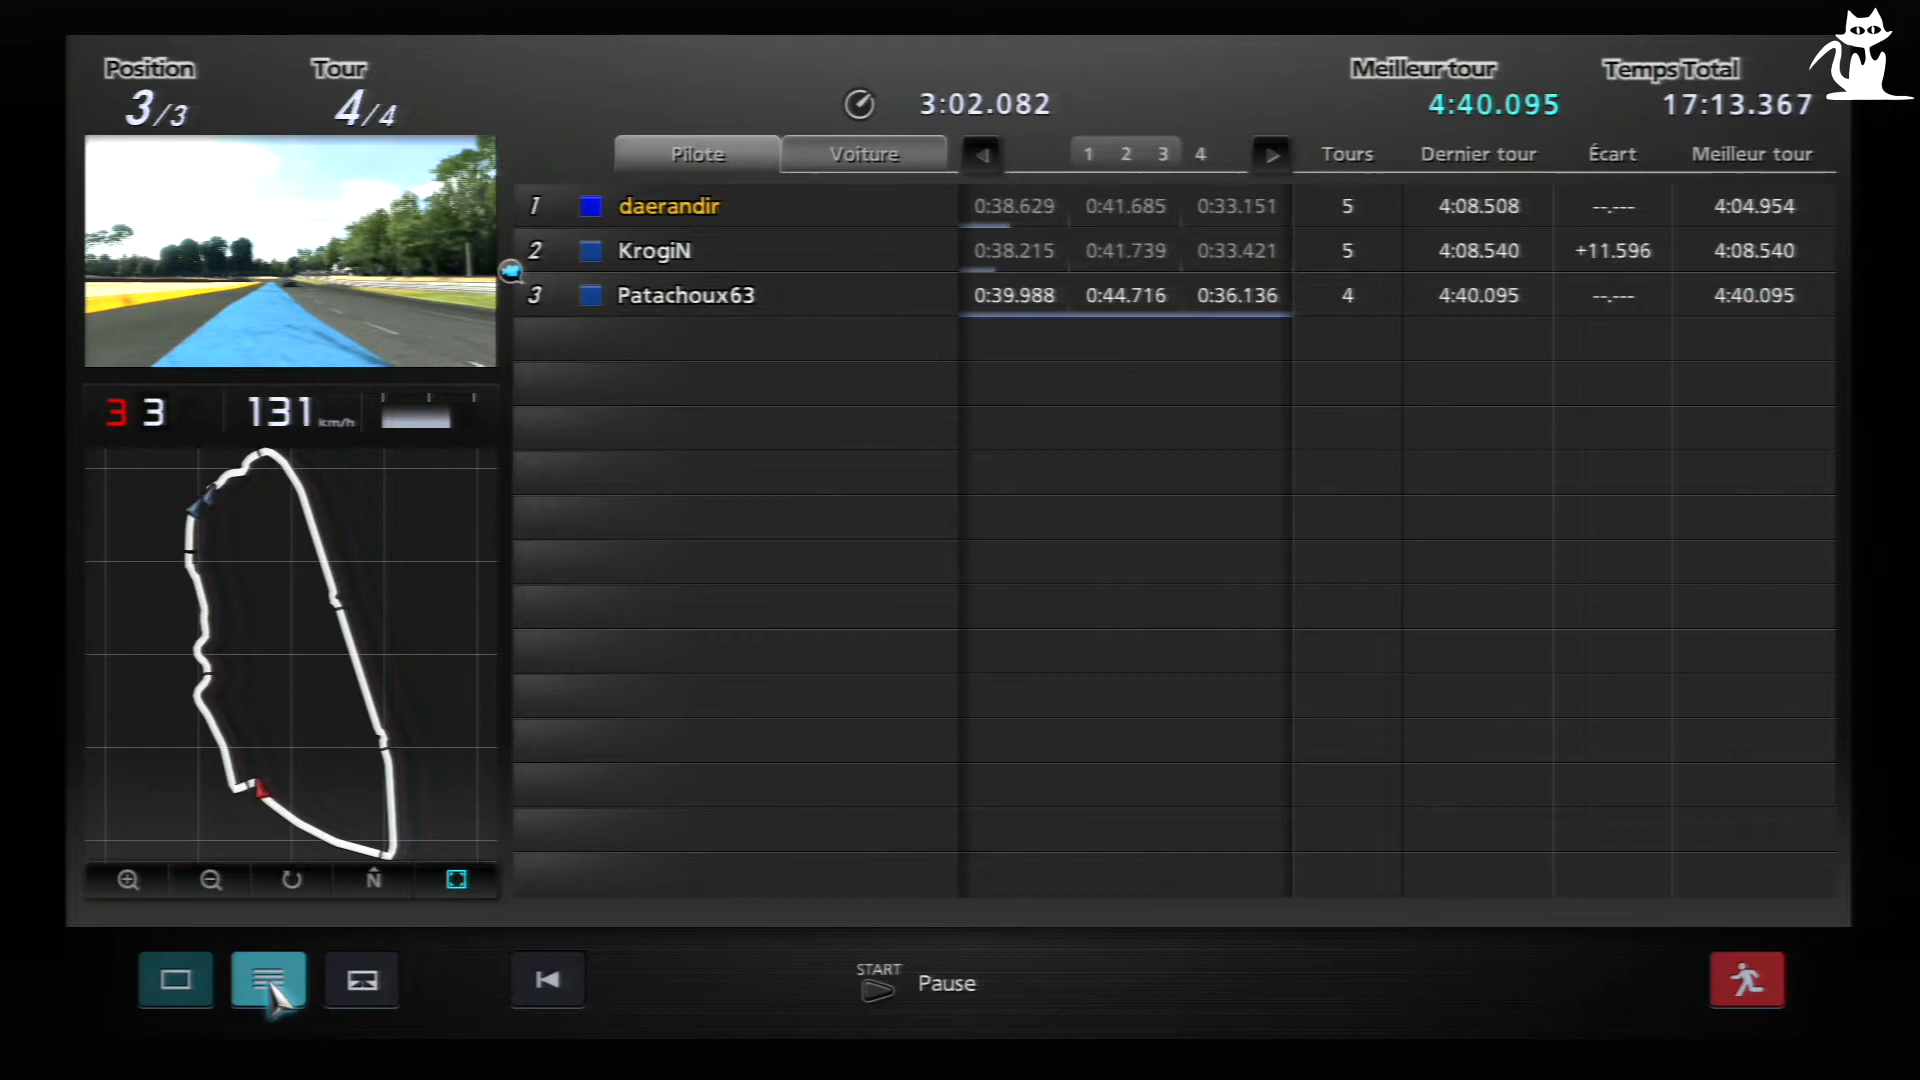 Position Tour Meilleur tour Temps Total
3/3 4/4 3:02.082 4:40.095 17:13.367
Pilote Voiture 1 2 3 4 Tours Dernier tour Écart Meilleur tour
1 daerandir 0:38.629 0:41.685 0:33.151 5 4:08.508 --.--- 4:04.954
2 KrogiN 0:38.215 0:41.739 0:33.421 5 4:08.540 +11.596 4:08.540
3 Patachoux63 0:39.988 0:44.716 0:36.136 4 4:40.095 --.--- 4:40.095
3 3 131 km/h
N
START
Pause